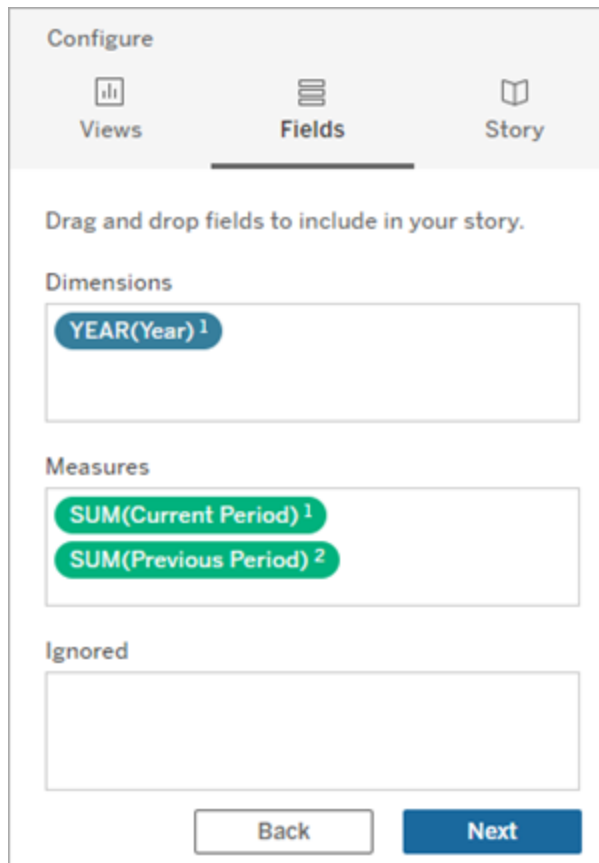 Configure
Views Fields Story
Drag and drop fields to include in your story.
Dimensions
YEAR(Year) 1
Measures
SUM(Current Period) 1
SUM(Previous Period) 2
Ignored
Back Next